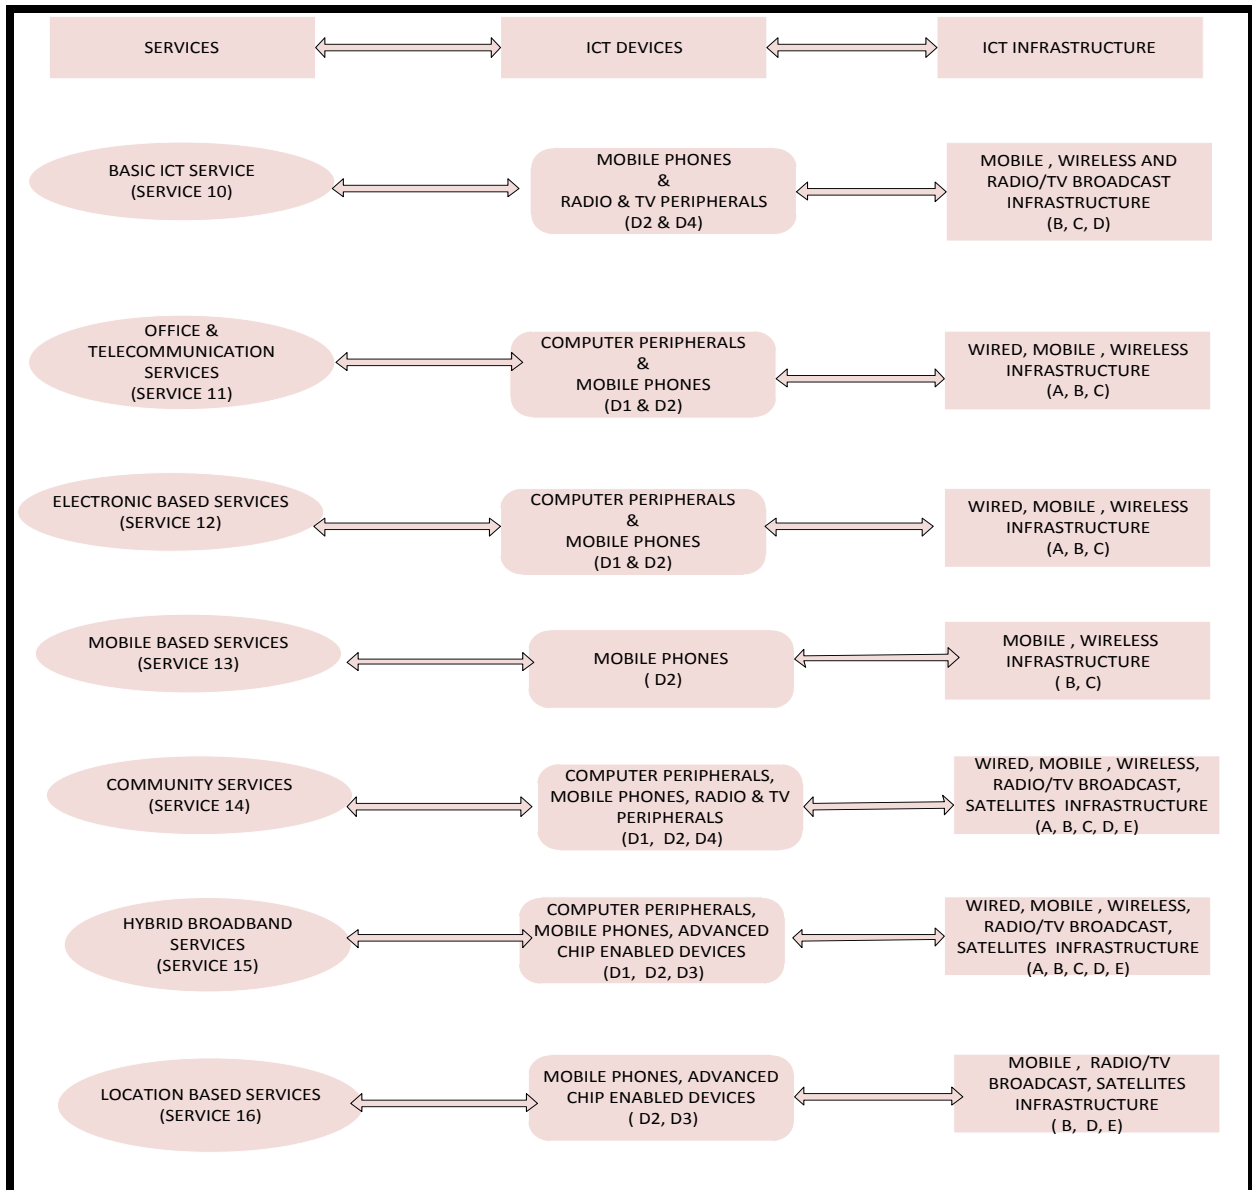 SERVICES
ICT DEVICES
ICT INFRASTRUCTURE
BASIC ICT SERVICE
(SERVICE 10)
MOBILE PHONES
&
RADIO & TV PERIPHERALS
(D2 & D4)
MOBILE , WIRELESS AND
RADIO/TV BROADCAST
INFRASTRUCTURE
(B, C, D)
OFFICE &
TELECOMMUNICATION
SERVICES
(SERVICE 11)
COMPUTER PERIPHERALS
&
MOBILE PHONES
(D1 & D2)
WIRED, MOBILE , WIRELESS
INFRASTRUCTURE
(A, B, C)
ELECTRONIC BASED SERVICES
(SERVICE 12)
COMPUTER PERIPHERALS
&
MOBILE PHONES
(D1 & D2)
WIRED, MOBILE , WIRELESS
INFRASTRUCTURE
(A, B, C)
MOBILE BASED SERVICES
(SERVICE 13)
MOBILE PHONES
( D2)
MOBILE , WIRELESS
INFRASTRUCTURE
( B, C)
COMMUNITY SERVICES
(SERVICE 14)
COMPUTER PERIPHERALS,
MOBILE PHONES, RADIO & TV
PERIPHERALS
(D1,  D2, D4)
WIRED, MOBILE , WIRELESS,
RADIO/TV BROADCAST,
SATELLITES  INFRASTRUCTURE
(A, B, C, D, E)
HYBRID BROADBAND
SERVICES
(SERVICE 15)
COMPUTER PERIPHERALS,
MOBILE PHONES, ADVANCED
CHIP ENABLED DEVICES
(D1,  D2, D3)
WIRED, MOBILE , WIRELESS,
RADIO/TV BROADCAST,
SATELLITES  INFRASTRUCTURE
(A, B, C, D, E)
LOCATION BASED SERVICES
(SERVICE 16)
MOBILE PHONES, ADVANCED
CHIP ENABLED DEVICES
( D2, D3)
MOBILE ,  RADIO/TV
BROADCAST, SATELLITES
INFRASTRUCTURE
( B,  D, E)